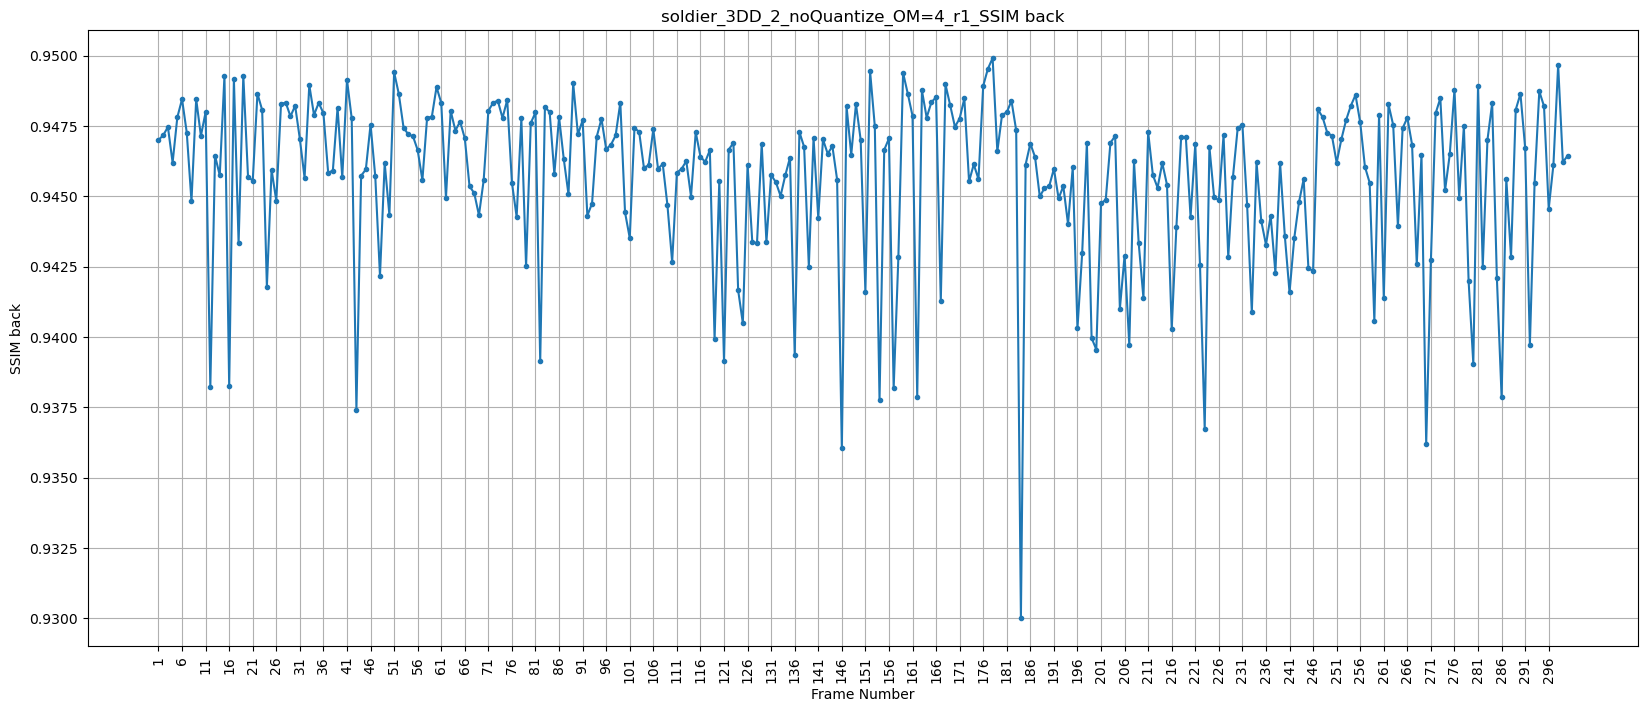 soldier_3DD_2_noQuantize_OM=4_r1_SSIM back
0.9500
0.9475
0.9450
0.9425
0.9400
0.9375
0.9350
0.9325
0.9300
SSIM back
1 6 11 16 21 26 31 36 41 46 51 56 61 66 71 76 81 86 91 96 101 106 111 116 121 126 131 136 141 146 151 156 161 166 171 176 181 186 191 196 201 206 211 216 221 226 231 236 241 246 251 256 261 266 271 276 281 286 291 296
Frame Number